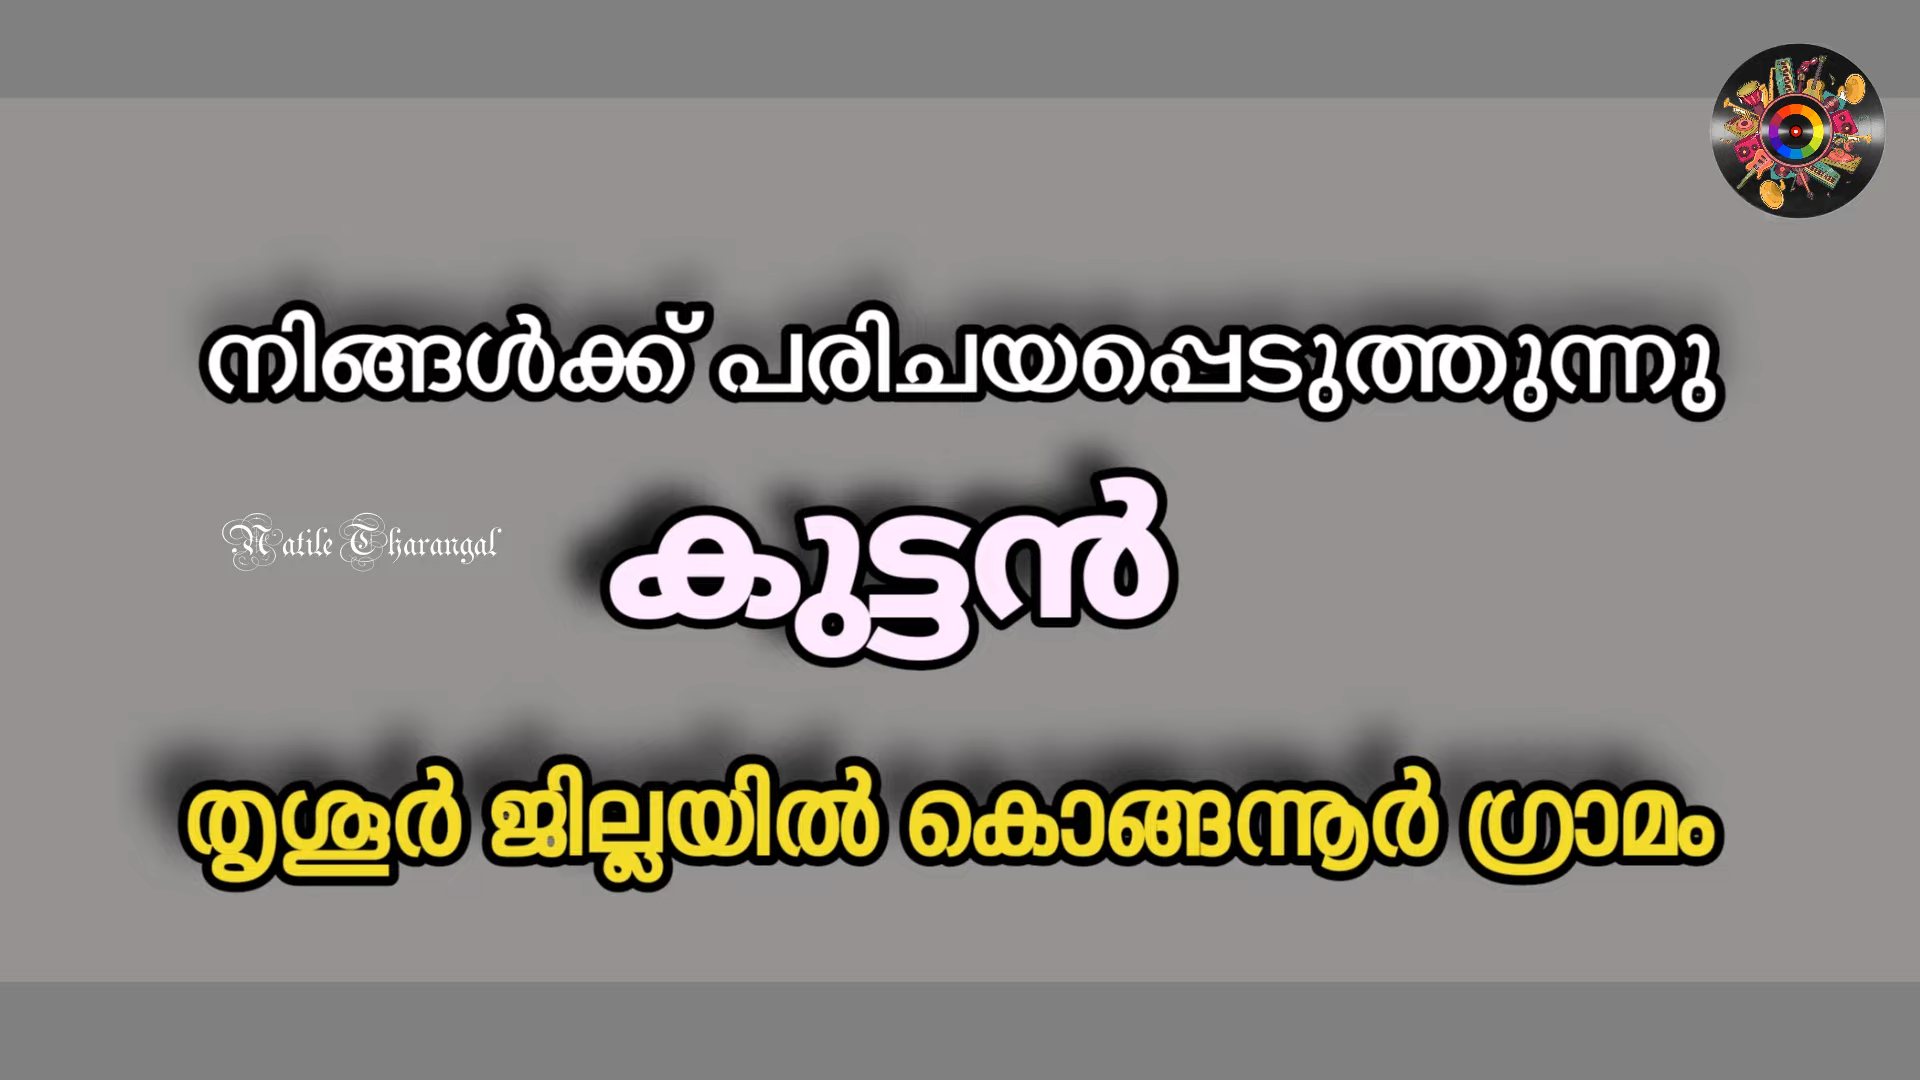 നിങ്ങൾക്ക് പരിചയപ്പെടുത്തുന്നു
Natile Tharangal
കുട്ടൻ
തൃശൂർ ജില്ലയിൽ കൊങ്ങന്നൂർ ഗ്രാമം